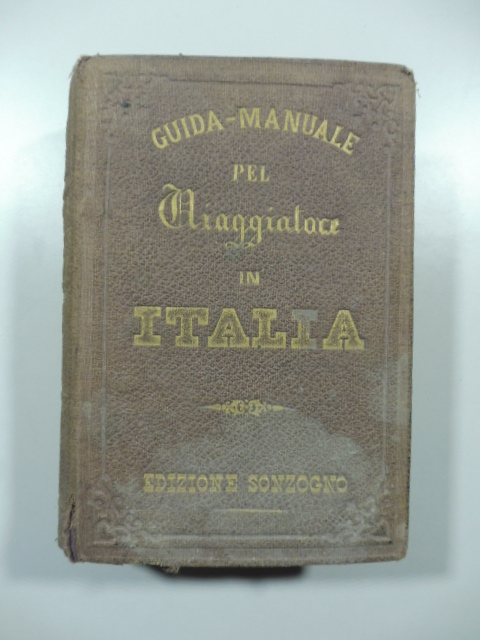 GUIDA-MANUALE
PEL
Viaggiatore
IN
ITALIA
EDIZIONE SONZOGNO